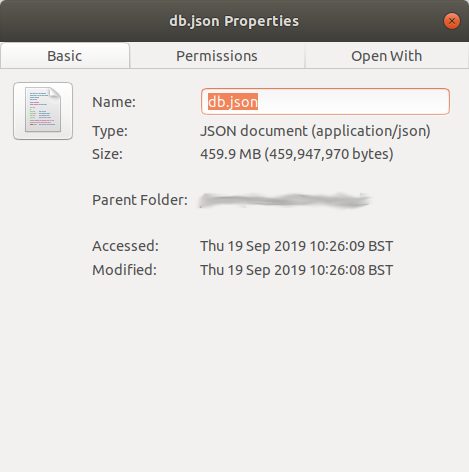 db.json Properties
Basic Permissions Open With
Name: db.json
Type: JSON document (application/json)
Size: 459.9 MB (459,947,970 bytes)
Parent Folder:
Accessed: Thu 19 Sep 2019 10:26:09 BST
Modified: Thu 19 Sep 2019 10:26:08 BST